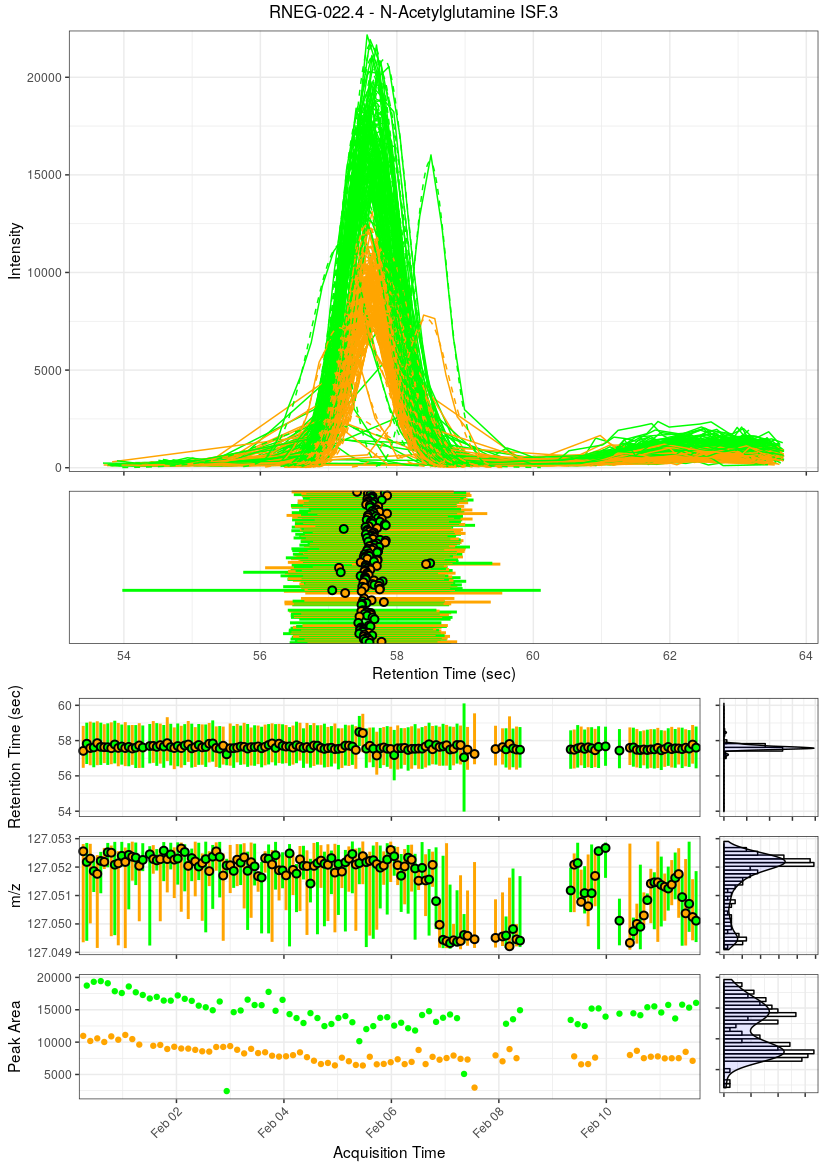 RNEG-022.4 - N-Acetylglutamine ISF.3
Intensity
20000
15000
10000
5000
0
54
56
58
60
62
64
Retention Time (sec)
Retention Time (sec)
60
58
56
54
m/z
127.053
127.052
127.051
127.050
127.049
Peak Area
20000
15000
10000
5000
Feb 02
Feb 04
Feb 06
Feb 08
Feb 10
Acquisition Time